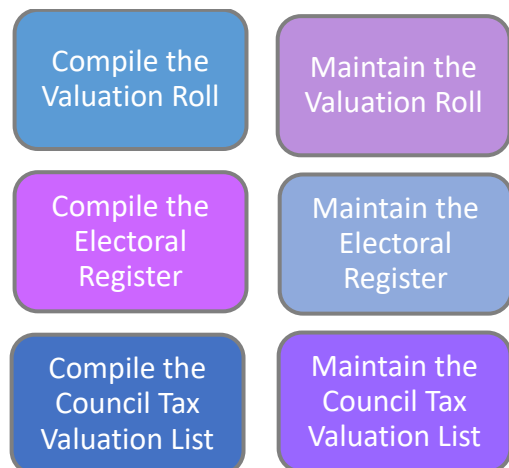 Compile the
Valuation Roll
Maintain the
Valuation Roll
Compile the
Electoral
Register
Maintain the
Electoral
Register
Compile the
Council Tax
Valuation List
Maintain the
Council Tax
Valuation List